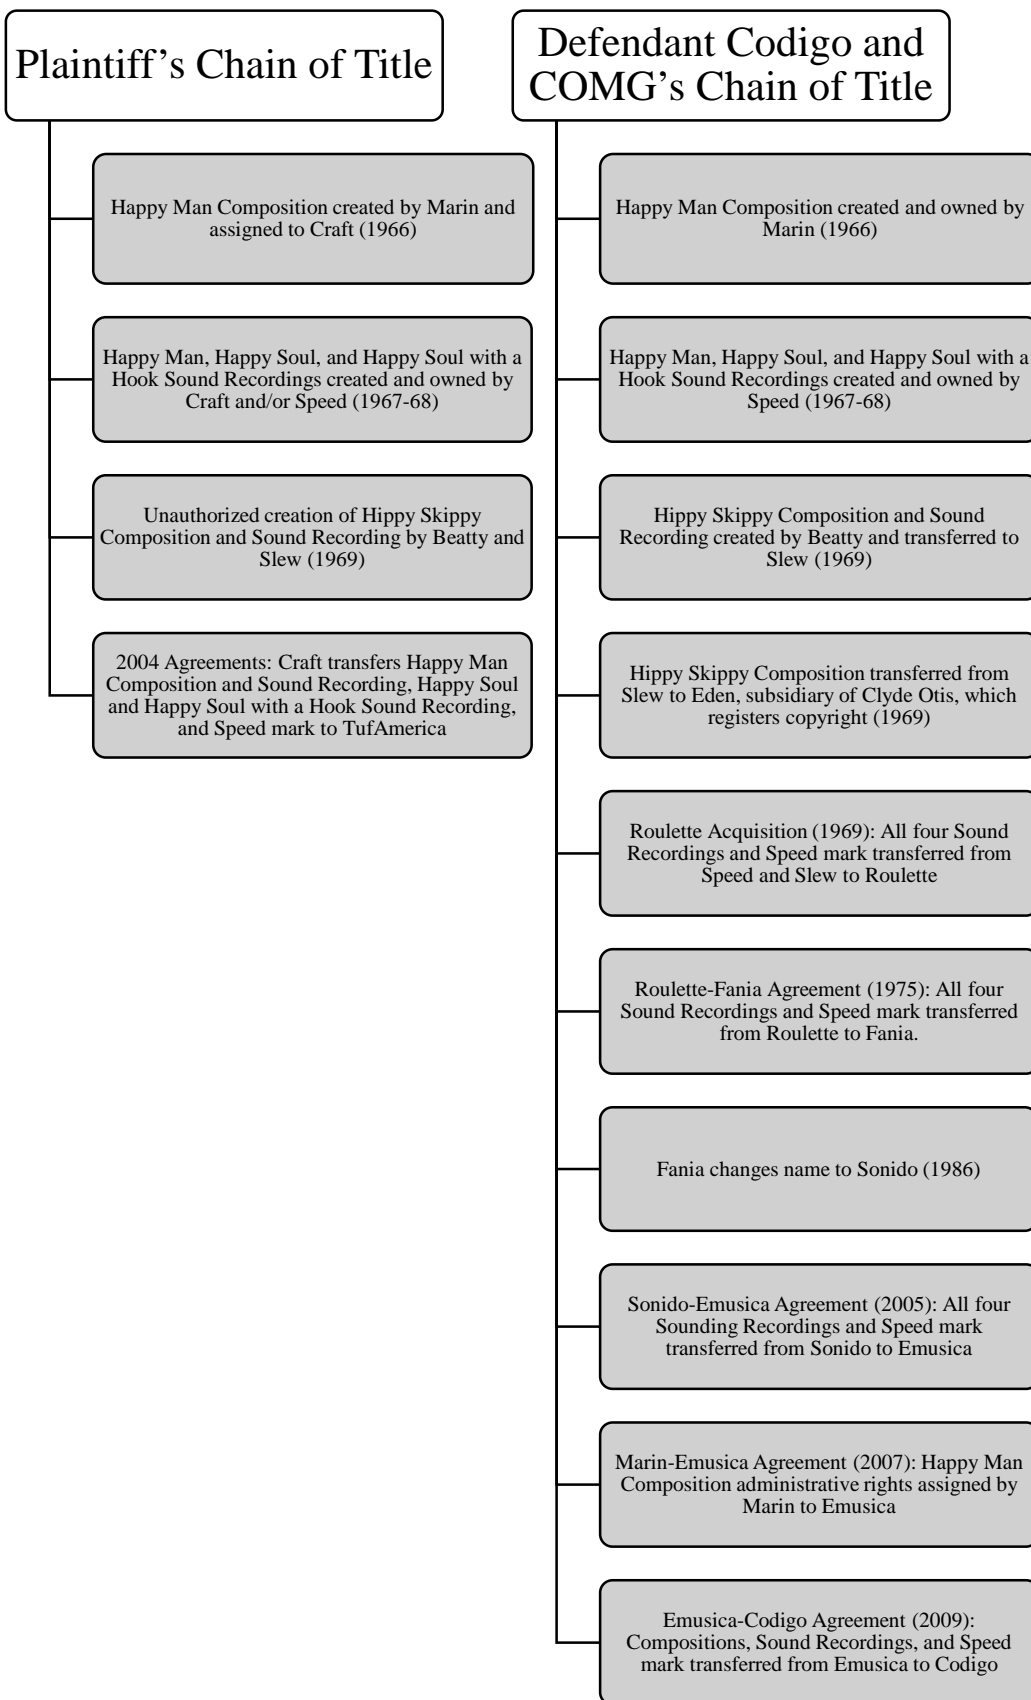 Plaintiff’s Chain of Title
Happy Man Composition created by Marin and
assigned to Craft (1966)
Happy Man, Happy Soul, and Happy Soul with a
Hook Sound Recordings created and owned by
Craft and/or Speed (1967-68)
Unauthorized creation of Hippy Skippy
Composition and Sound Recording by Beatty and
Slew (1969)
2004 Agreements: Craft transfers Happy Man
Composition and Sound Recording, Happy Soul
and Happy Soul with a Hook Sound Recording,
and Speed mark to TufAmerica
Defendant Codigo and
COMG’s Chain of Title
Happy Man Composition created and owned by
Marin (1966)
Happy Man, Happy Soul, and Happy Soul with a
Hook Sound Recordings created and owned by
Speed (1967-68)
Hippy Skippy Composition and Sound
Recording created by Beatty and transferred to
Slew (1969)
Hippy Skippy Composition transferred from
Slew to Eden, subsidiary of Clyde Otis, which
registers copyright (1969)
Roulette Acquisition (1969): All four Sound
Recordings and Speed mark transferred from
Speed and Slew to Roulette
Roulette-Fania Agreement (1975): All four
Sound Recordings and Speed mark transferred
from Roulette to Fania.
Fania changes name to Sonido (1986)
Sonido-Emusica Agreement (2005): All four
Sounding Recordings and Speed mark
transferred from Sonido to Emusica
Marin-Emusica Agreement (2007): Happy Man
Composition administrative rights assigned by
Marin to Emusica
Emusica-Codigo Agreement (2009):
Compositions, Sound Recordings, and Speed
mark transferred from Emusica to Codigo